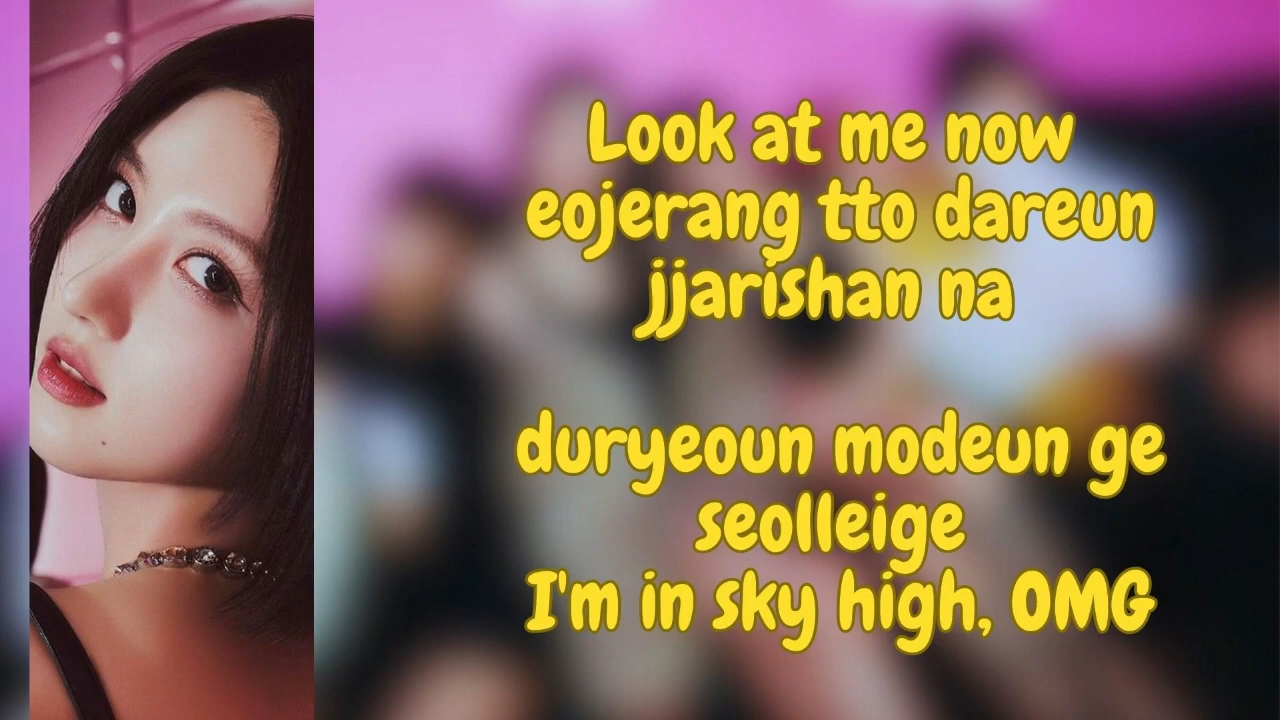 Look at me now
eojerang tto dareun
jjarishan na
duryeoun modeun ge
seolleige
I'm in sky high, OMG